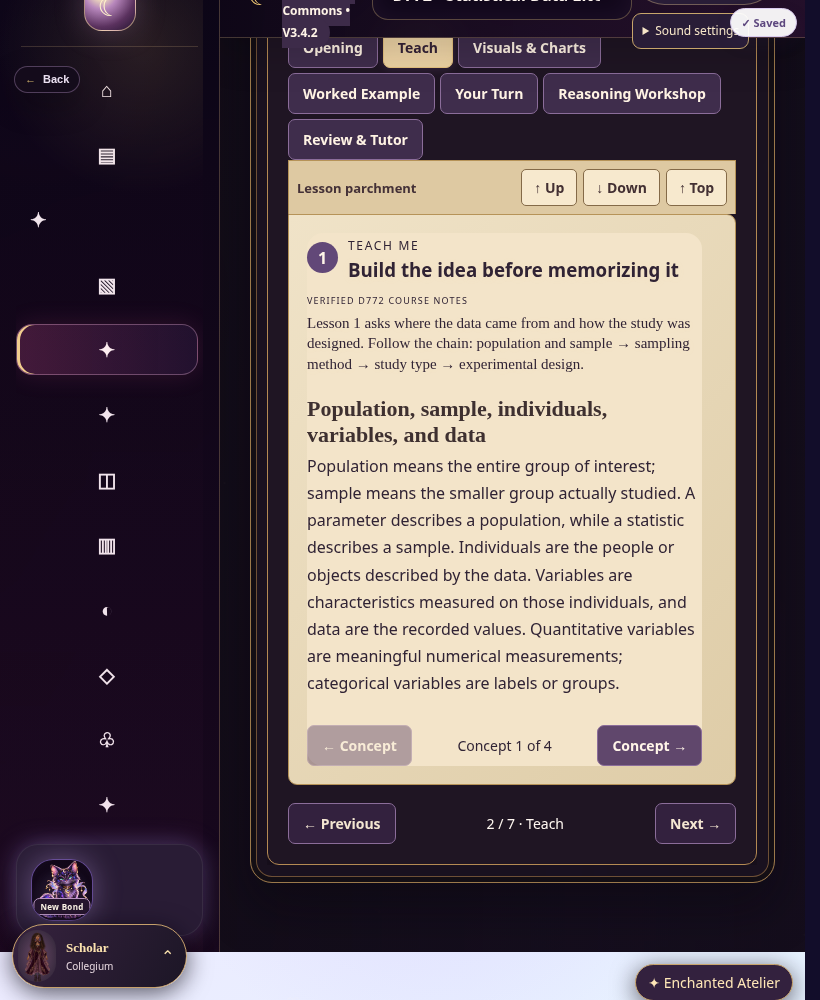 Commons •
V3.4.2
✓ Saved
▶ Sound settings
← Back
Opening
Teach
Visuals & Charts
Worked Example
Your Turn
Reasoning Workshop
Review & Tutor
Lesson parchment
↑ Up
↓ Down
↑ Top
1
TEACH ME
Build the idea before memorizing it
VERIFIED D772 COURSE NOTES
Lesson 1 asks where the data came from and how the study was
designed. Follow the chain: population and sample → sampling
method → study type → experimental design.
Population, sample, individuals,
variables, and data
Population means the entire group of interest;
sample means the smaller group actually studied. A
parameter describes a population, while a statistic
describes a sample. Individuals are the people or
objects described by the data. Variables are
characteristics measured on those individuals, and
data are the recorded values. Quantitative variables
are meaningful numerical measurements;
categorical variables are labels or groups.
← Concept
Concept 1 of 4
Concept →
← Previous
2 / 7 · Teach
Next →
New Bond
Scholar
Collegium
✦ Enchanted Atelier